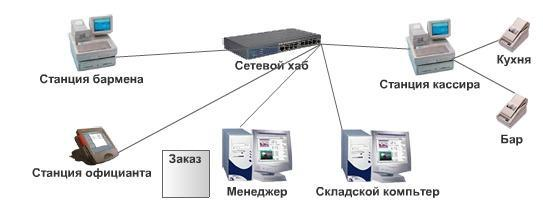 Станция бармена
Сетевой хаб
Станция кассира
Кухня
Бар
Станция официанта
Заказ
Менеджер
Складской компьтер